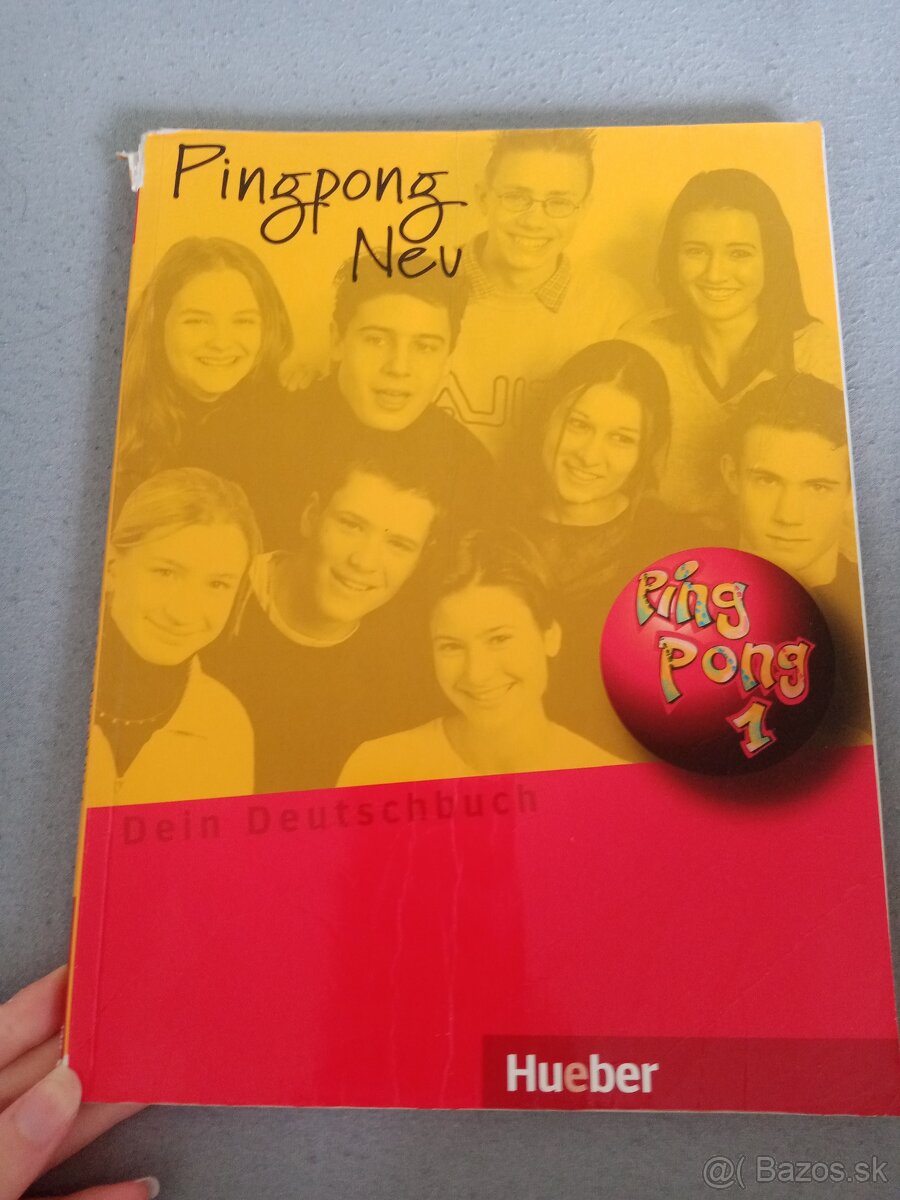 Pingpong
Neu
Ping
Pong
1
Dein Deutschbuch
Hueber
@( Bazos.sk